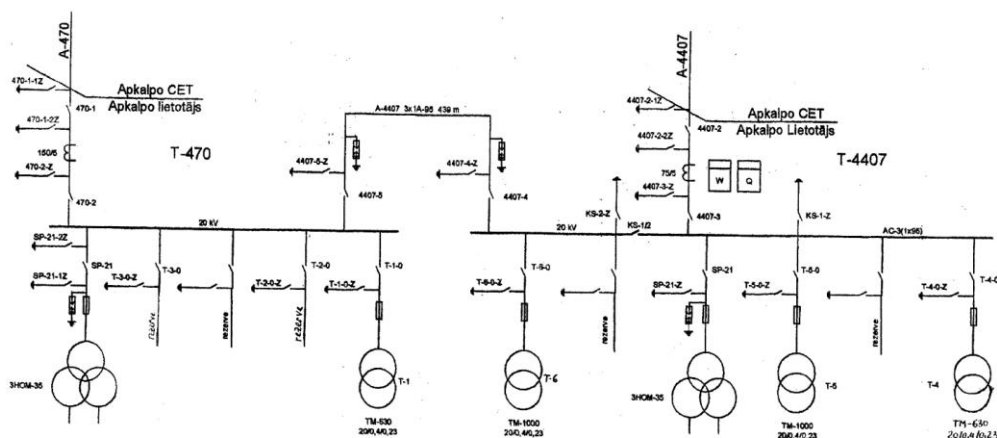 A-470
470-1-1Z
Apkalpo CET
Apkalpo lietotājs
470-1
470-1-2Z
150/5
T-470
470-2-Z
470-2
A-4407 3x1A-95 439 m
4407-5-Z
4407-5
4407-4-Z
4407-4
A-4407
4407-2-1Z
Apkalpo CET
Apkalpo Lietotājs
4407-2
4407-2-2Z
T-4407
75/5
W
Q
4407-3-Z
4407-3
KS-2-Z
KS-1-Z
20 kV
20 kV
KS-1/2
AC-3(1x95)
SP-21-2Z
SP-21
SP-21-1Z
T-3-0
T-3-0-Z
T-2-0
T-2-0-Z
T-1-0
T-1-0-Z
T-6-0
T-6-0-Z
SP-21
SP-21-Z
T-5-0
T-5-0-Z
T-4-0
T-4-0-Z
rezerve
rezerve
rezerve
rezerve
rezerve
3HOM-35
T-1
TM-630
20/0,4/0,23
T-6
TM-1000
20/0,4/0,23
3HOM-35
T-5
TM-1000
20/0,4/0,23
T-4
TM-630
20/0,4/0,23